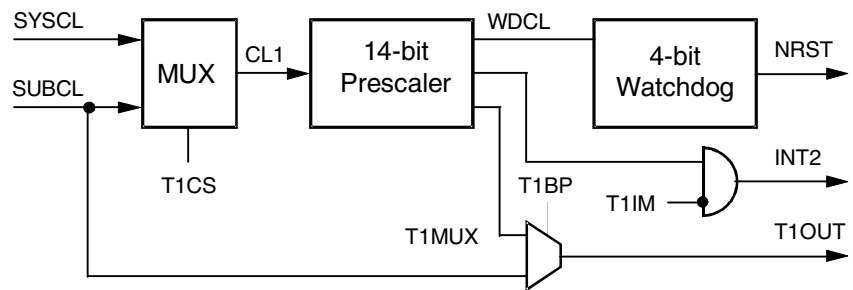 SYSCL
SUBCL
MUX
T1CS
CL1
14-bit
Prescaler
WDCL
4-bit
Watchdog
NRST
INT2
T1IM
T1BP
T1MUX
T1OUT